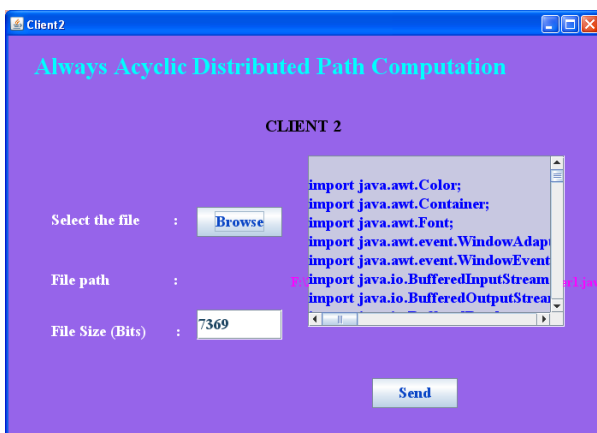 Client2
Always Acyclic Distributed Path Computation
CLIENT 2
import java.awt.Color;
import java.awt.Container;
import java.awt.Font;
import java.awt.event.WindowAdap
import java.awt.event.WindowEvent
import java.io.BufferedInputStream
import java.io.BufferedOutputStrea
Select the file : Browse
File path : F:\ er1.jav
File Size (Bits) : 7369
Send